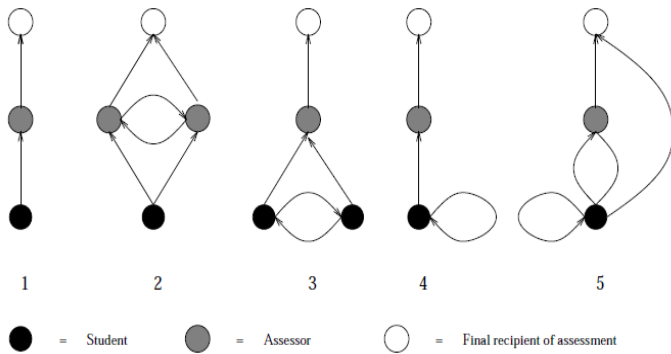 1 2 3 4 5
= Student = Assessor = Final recipient of assessment